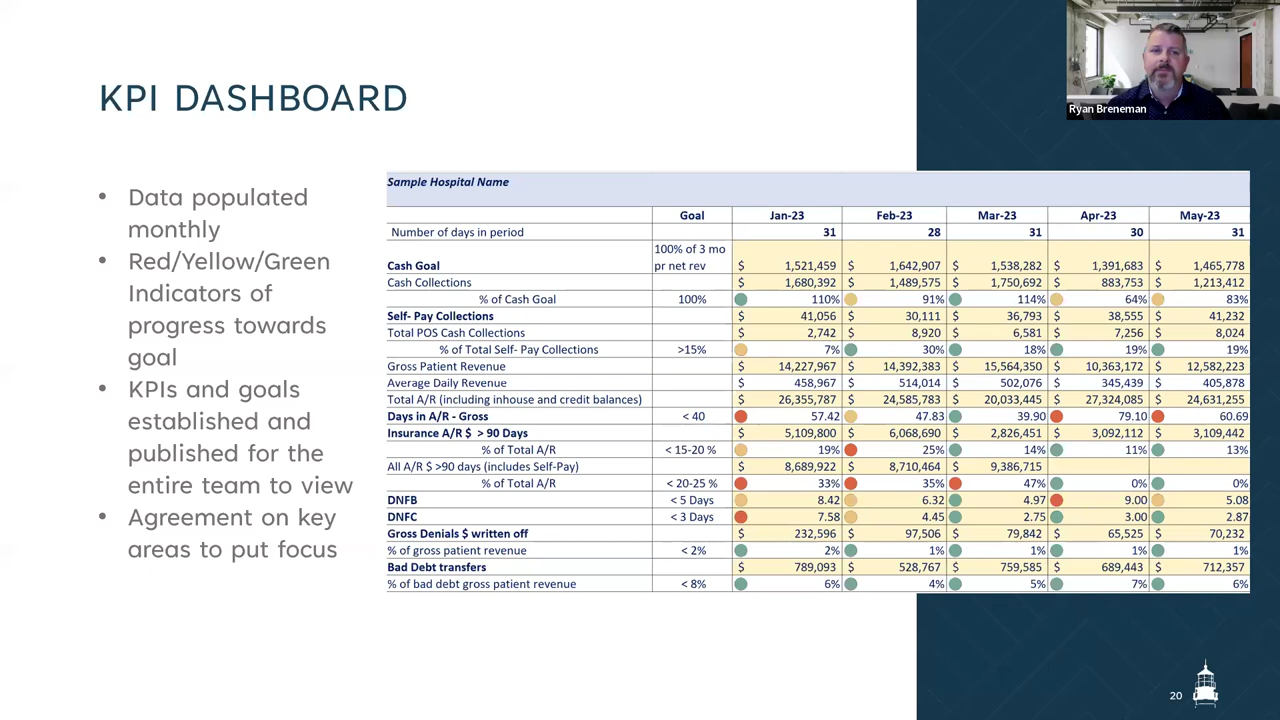 KPI DASHBOARD
Ryan Breneman
• Data populated
monthly
• Red/Yellow/Green
Indicators of
progress towards
goal
• KPIs and goals
established and
published for the
entire team to view
• Agreement on key
areas to put focus
Sample Hospital Name
Goal Jan-23 Feb-23 Mar-23 Apr-23 May-23
Number of days in period 31 28 31 30 31
100% of 3 mo
Cash Goal pr net rev $ 1,521,459 $ 1,642,907 $ 1,538,282 $ 1,391,683 $ 1,465,778
Cash Collections $ 1,680,392 $ 1,489,575 $ 1,750,692 $ 883,753 $ 1,213,412
% of Cash Goal 100% 110% 91% 114% 64% 83%
Self- Pay Collections $ 41,056 $ 30,111 $ 36,793 $ 38,555 $ 41,232
Total POS Cash Collections $ 2,742 $ 8,920 $ 6,581 $ 7,256 $ 8,024
% of Total Self- Pay Collections >15% 7% 30% 18% 19% 19%
Gross Patient Revenue $ 14,227,967 $ 14,392,383 $ 15,564,350 $ 10,363,172 $ 12,582,223
Average Daily Revenue $ 458,967 $ 514,014 $ 502,076 $ 345,439 $ 405,878
Total A/R (including inhouse and credit balances) $ 26,355,787 $ 24,585,783 $ 20,033,445 $ 27,324,085 $ 24,631,255
Days in A/R - Gross < 40 57.42 47.83 39.90 79.10 60.69
Insurance A/R $ > 90 Days $ 5,109,800 $ 6,068,690 $ 2,826,451 $ 3,092,112 $ 3,109,442
% of Total A/R < 15-20 % 19% 25% 14% 11% 13%
All A/R $ >90 days (includes Self-Pay) $ 8,689,922 $ 8,710,464 $ 9,386,715
% of Total A/R < 20-25 % 33% 35% 47% 0% 0%
DNFB < 5 Days 8.42 6.32 4.97 9.00 5.08
DNFC < 3 Days 7.58 4.45 2.75 3.00 2.87
Gross Denials $ written off $ 232,596 $ 97,506 $ 79,842 $ 65,525 $ 70,232
% of gross patient revenue < 2% 2% 1% 1% 1% 1%
Bad Debt transfers $ 789,093 $ 528,767 $ 759,585 $ 689,443 $ 712,357
% of bad debt gross patient revenue < 8% 6% 4% 5% 7% 6%
20